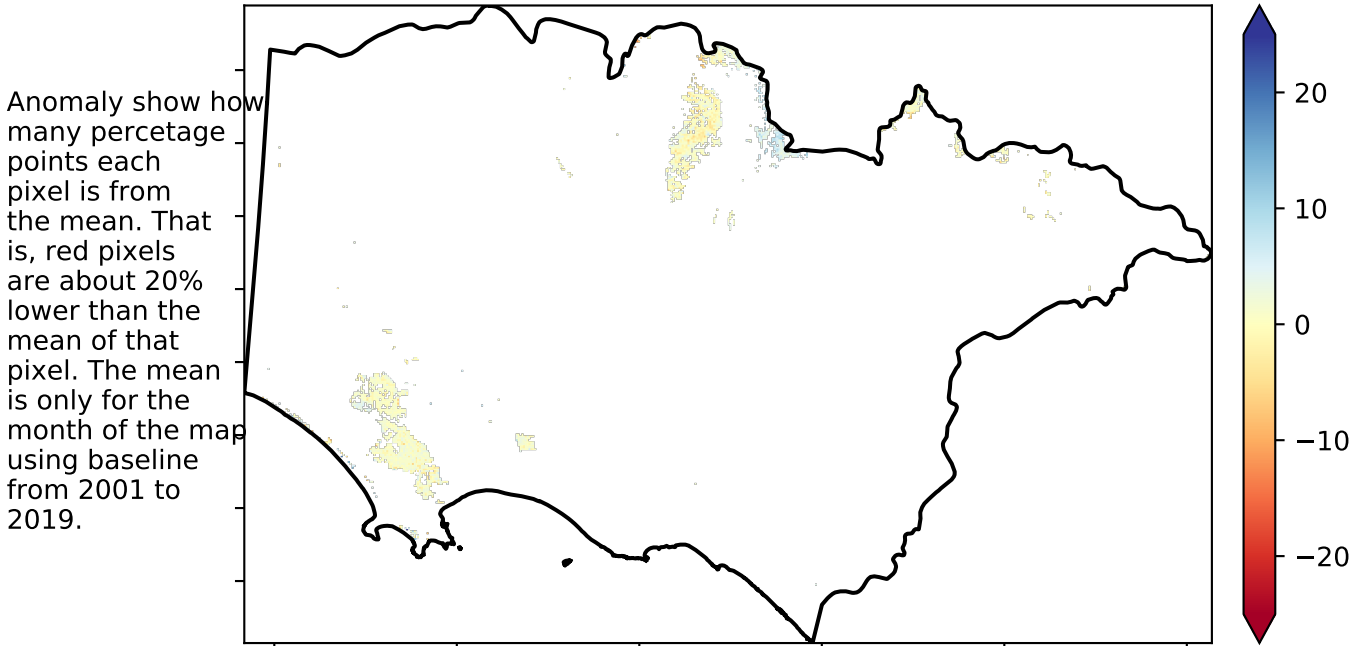 Anomaly show how
many percetage
points each
pixel is from
the mean. That
is, red pixels
are about 20%
lower than the
mean of that
pixel. The mean
is only for the
month of the map
using baseline
from 2001 to
2019.
20
10
0
−10
−20